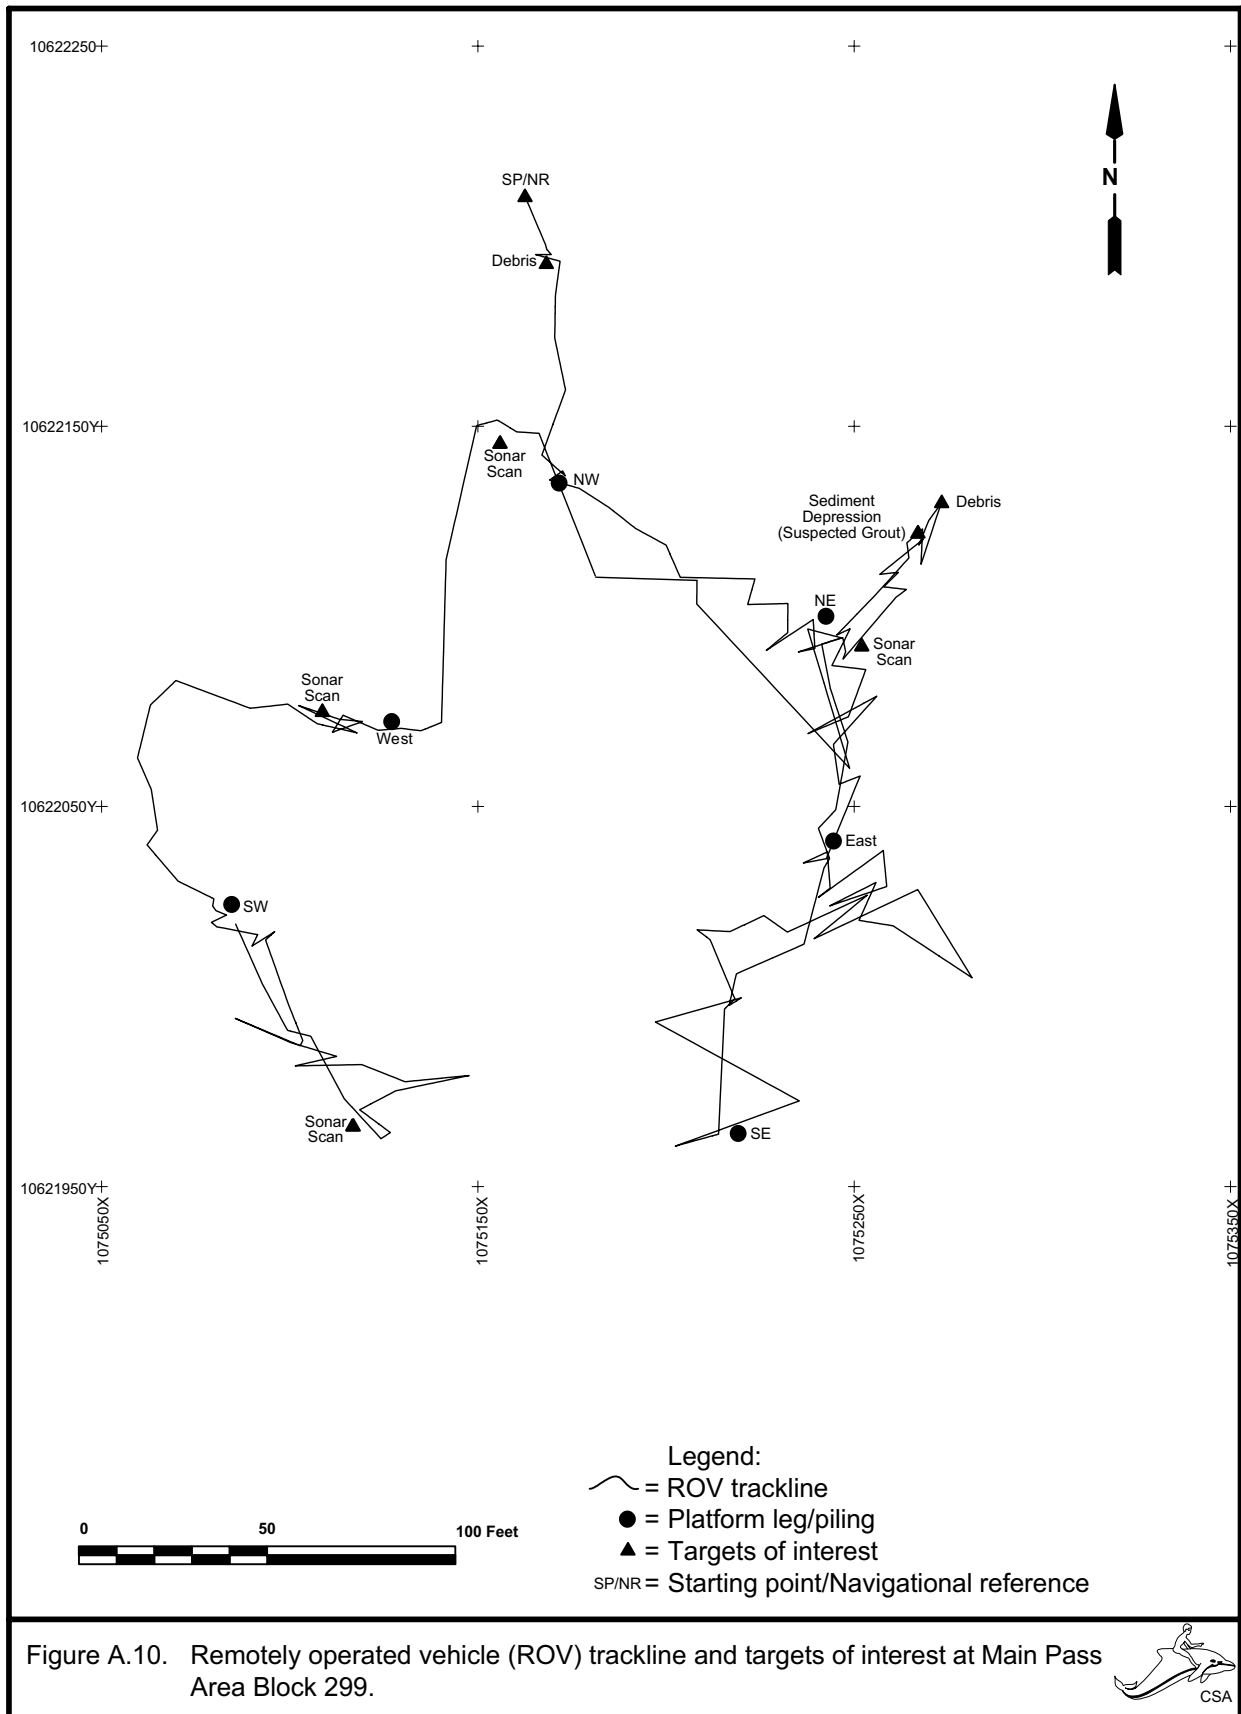 10622250
SP/NR
N
Debris
10622150Y
Sonar
Scan
NW
Sediment
Depression
(Suspected Grout)
Debris
NE
Sonar
Scan
Sonar
Scan
West
10622050Y
East
SW
Sonar
Scan
SE
10621950Y
1075050X
1075150X
1075250X
1075350X
Legend:
= ROV trackline
= Platform leg/piling
= Targets of interest
SP/NR = Starting point/Navigational reference
0 50 100 Feet
Figure A.10. Remotely operated vehicle (ROV) trackline and targets of interest at Main Pass
Area Block 299.
CSA